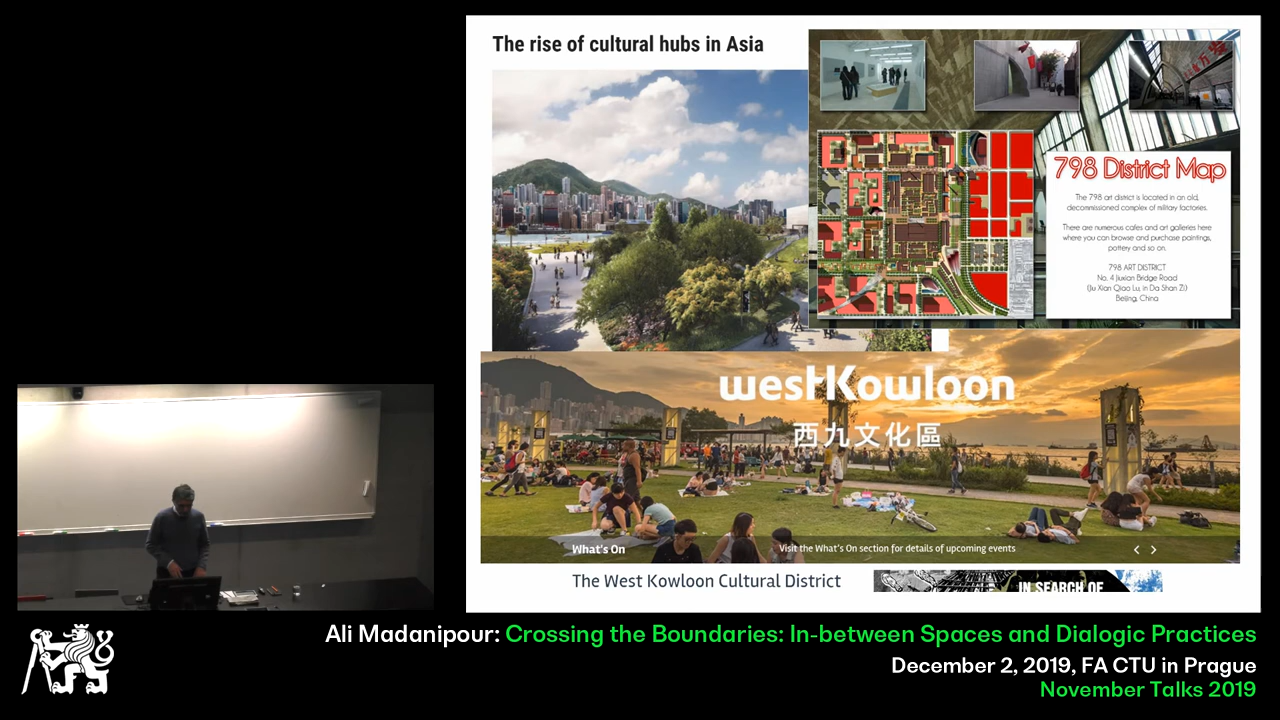 The rise of cultural hubs in Asia
798 District Map
The 798 art district is located in an old,
decommissioned complex of military factories.
There are numerous cafes and art galleries here
where you can browse and purchase paintings,
pottery and so on.
798 ART DISTRICT
No. 4 Jiuxian Bridge Road
(Jiu Xian Qiao Lu, in Da Shan Zi)
Beijing, China
westKowloon
西九文化區
What's On
Visit the What's On section for details of upcoming events
The West Kowloon Cultural District
IN SEARCH OF
Ali Madanipour: Crossing the Boundaries: In-between Spaces and Dialogic Practices
December 2, 2019, FA CTU in Prague
November Talks 2019